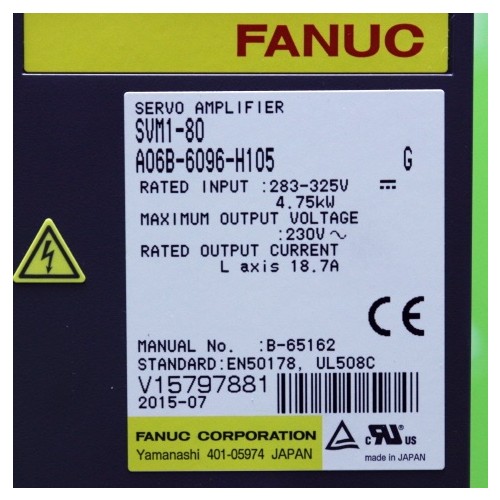 FANUC
SERVO AMPLIFIER
SVM1-80
A06B-6096-H105 G
RATED INPUT :283-325V ⎓
4.75kW
MAXIMUM OUTPUT VOLTAGE
:230V ～
RATED OUTPUT CURRENT
L axis 18.7A
CE
MANUAL No. :B-65162
STANDARD:EN50178, UL508C
V15797881
2015-07
FANUC CORPORATION
Yamanashi 401-05974 JAPAN
c RU US
made in JAPAN